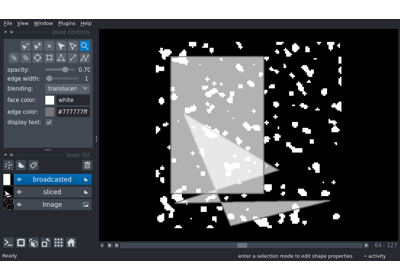 File View Window Plugins Help
layer controls
opacity: 0.70
edge width: 1
blending: translucen
face color: white
edge color: #777777ff
display text:
layer list
broadcasted
sliced
Image
0 64 127
Ready enter a selection mode to edit shape properties activity